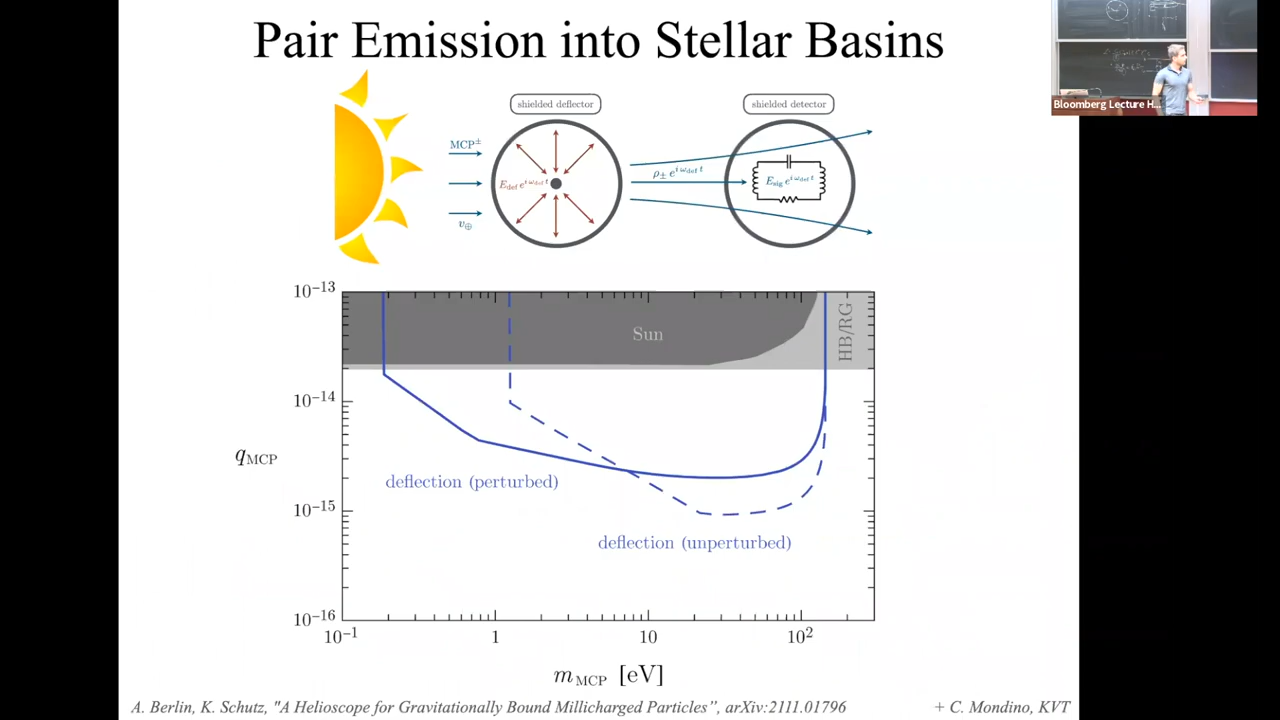 Pair Emission into Stellar Basins
Bloomberg Lecture H...
shielded deflector
shielded detector
MCP±
E_def e^{iω_def t}
ρ± e^{iω_def t}
E_sig e^{iω_def t}
v⊕
10⁻¹³
Sun
HB/RG
10⁻¹⁴
q_MCP
deflection (perturbed)
10⁻¹⁵
deflection (unperturbed)
10⁻¹⁶
10⁻¹ 1 10 10²
m_MCP [eV]
A. Berlin, K. Schutz, "A Helioscope for Gravitationally Bound Millicharged Particles", arXiv:2111.01796 + C. Mondino, KVT